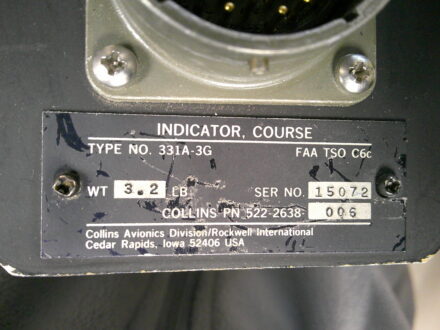 INDICATOR, COURSE
TYPE NO. 331A-3G FAA TSO C6c
WT 3.2 LB SER NO. 15072
COLLINS PN 522-2638- 006
Collins Avionics Division/Rockwell International
Cedar Rapids, Iowa 52406 USA